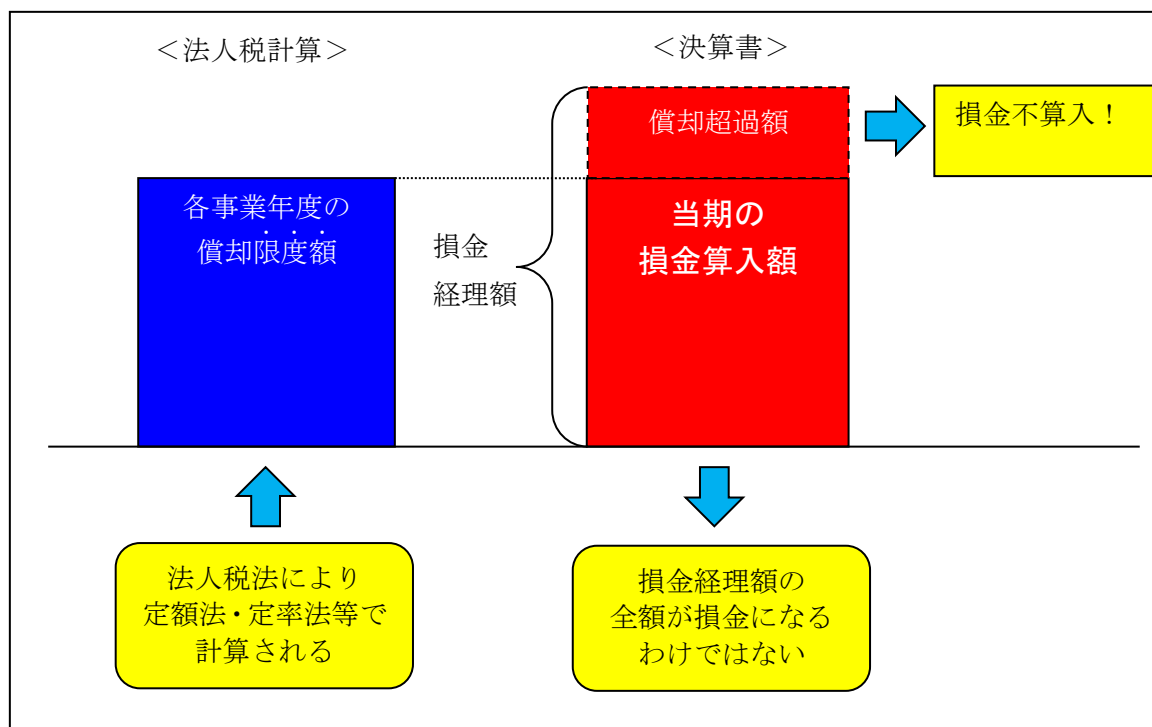 ＜法人税計算＞
＜決算書＞
償却超過額
損金不算入！
各事業年度の
償却限度額
損金
経理額
当期の
損金算入額
法人税法により
定額法・定率法等で
計算される
損金経理額の
全額が損金になる
わけではない